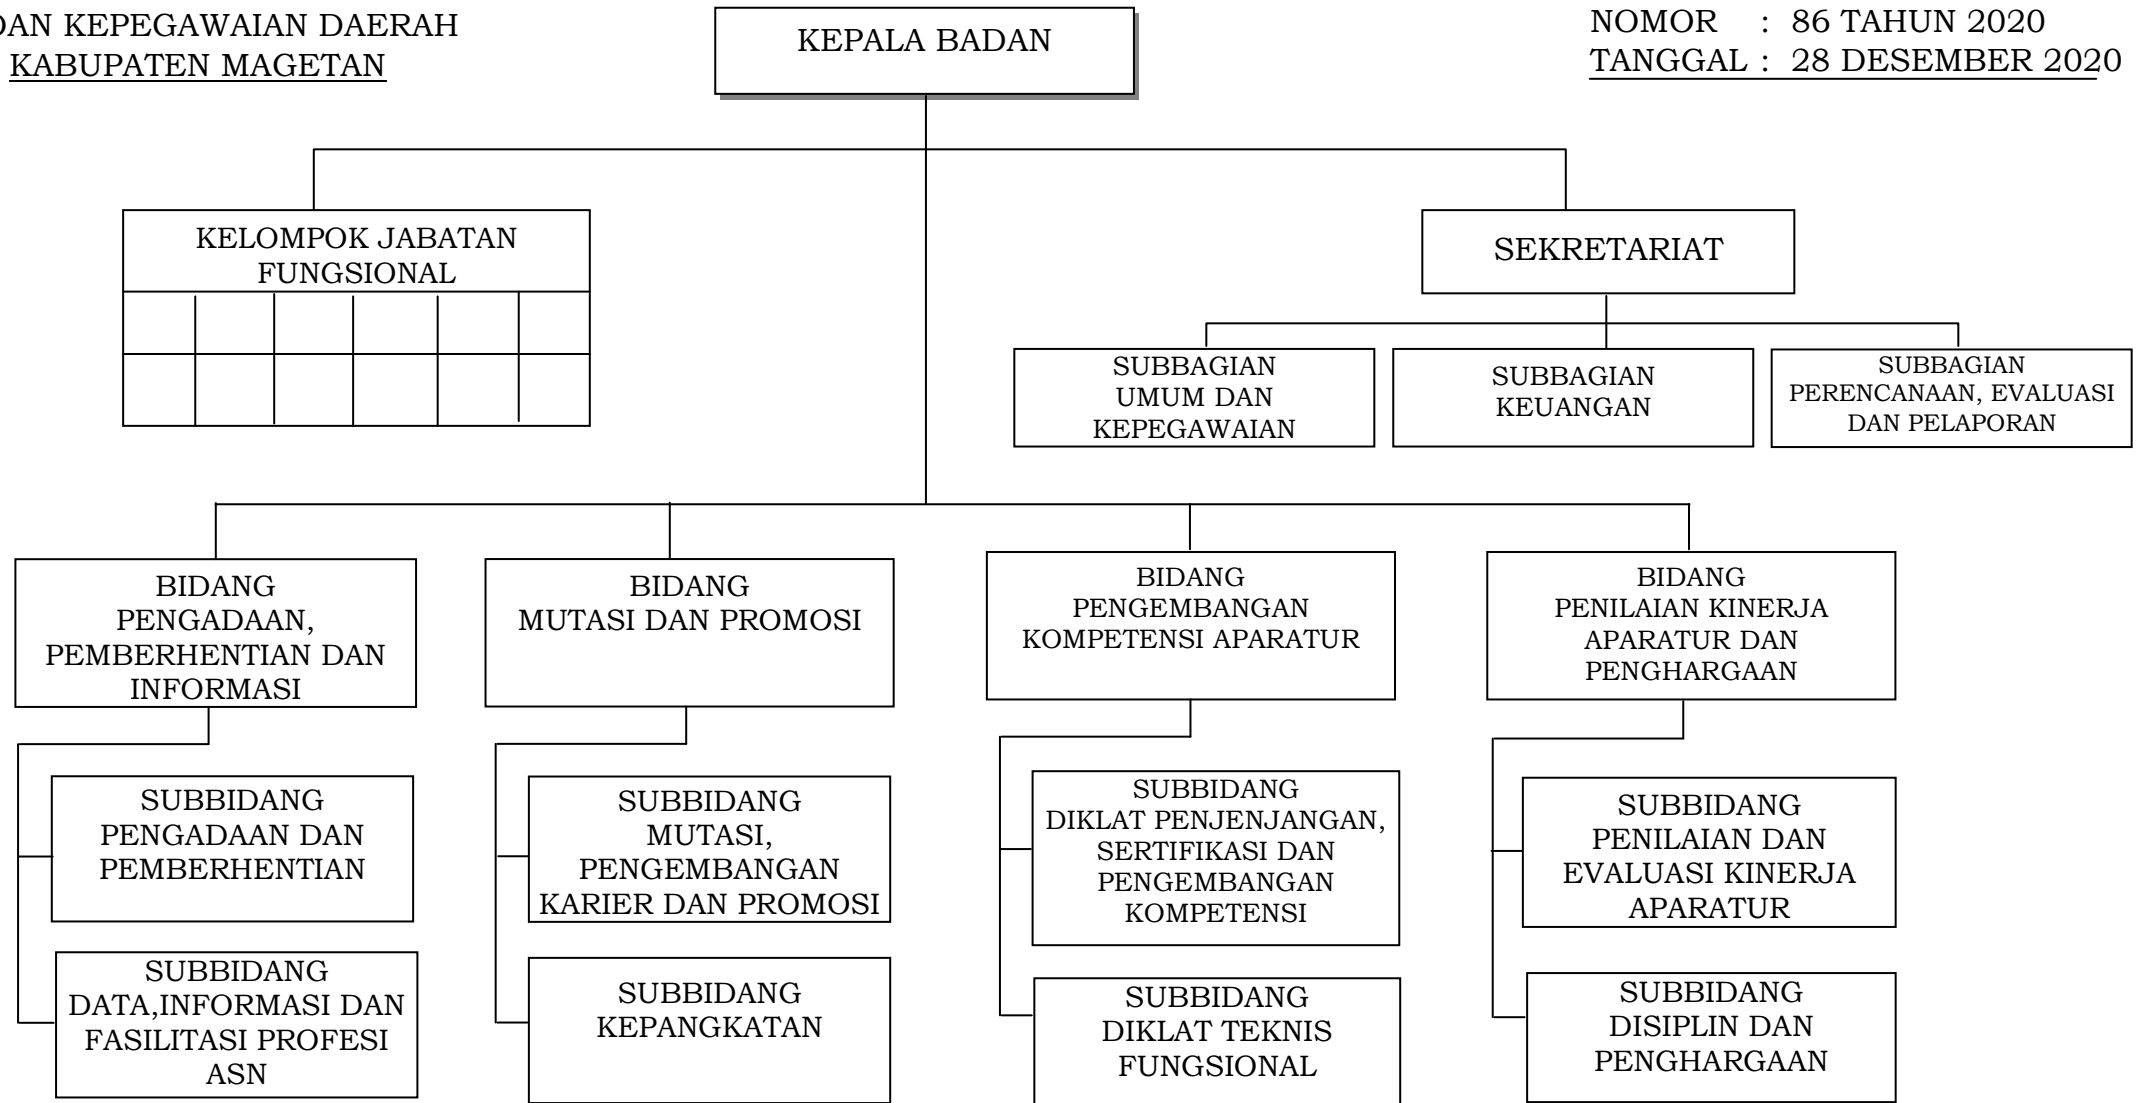 KEPEGAWAIAN DAERAH
KABUPATEN MAGETAN
KEPALA BADAN
NOMOR : 86 TAHUN 2020
TANGGAL : 28 DESEMBER 2020
KELOMPOK JABATAN
FUNGSIONAL
SEKRETARIAT
SUBBAGIAN
UMUM DAN
KEPEGAWAIAN
SUBBAGIAN
KEUANGAN
SUBBAGIAN
PERENCANAAN, EVALUASI
DAN PELAPORAN
BIDANG
PENGADAAN,
PEMBERHENTIAN DAN
INFORMASI
BIDANG
MUTASI DAN PROMOSI
BIDANG
PENGEMBANGAN
KOMPETENSI APARATUR
BIDANG
PENILAIAN KINERJA
APARATUR DAN
PENGHARGAAN
SUBBIDANG
PENGADAAN DAN
PEMBERHENTIAN
SUBBIDANG
MUTASI,
PENGEMBANGAN
KARIER DAN PROMOSI
SUBBIDANG
DIKLAT PENJENJANGAN,
SERTIFIKASI DAN
PENGEMBANGAN
KOMPETENSI
SUBBIDANG
PENILAIAN DAN
EVALUASI KINERJA
APARATUR
SUBBIDANG
DATA,INFORMASI DAN
FASILITASI PROFESI
ASN
SUBBIDANG
KEPANGKATAN
SUBBIDANG
DIKLAT TEKNIS
FUNGSIONAL
SUBBIDANG
DISIPLIN DAN
PENGHARGAAN